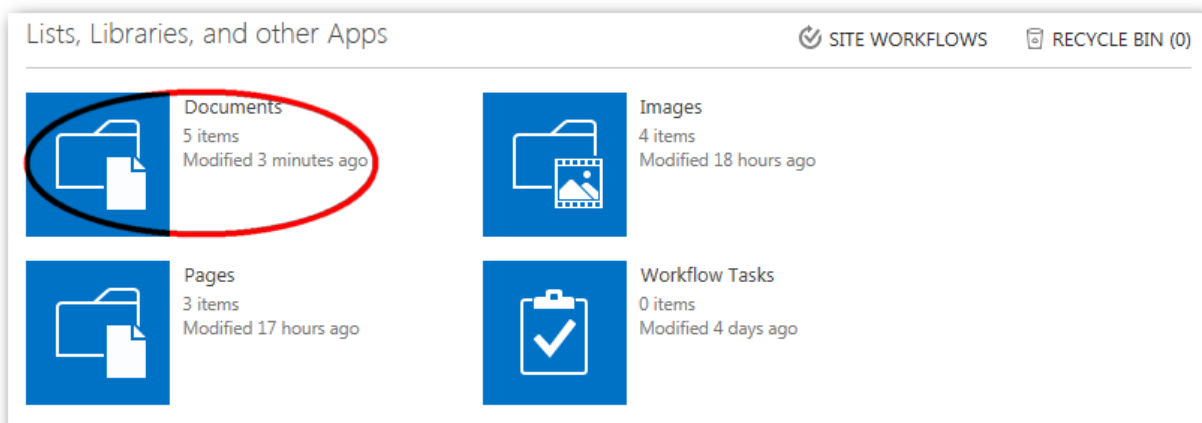 Lists, Libraries, and other Apps
SITE WORKFLOWS
RECYCLE BIN (0)
Documents
5 items
Modified 3 minutes ago
Images
4 items
Modified 18 hours ago
Pages
3 items
Modified 17 hours ago
Workflow Tasks
0 items
Modified 4 days ago